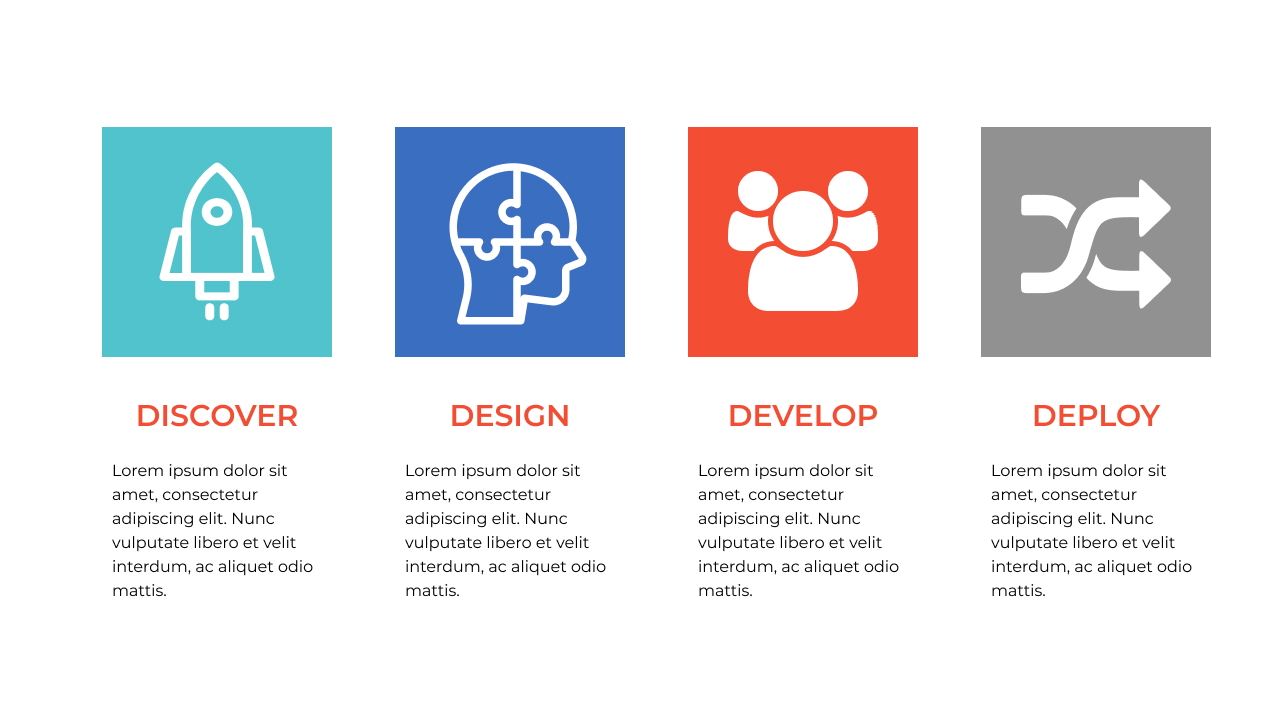 DISCOVER
Lorem ipsum dolor sit
amet, consectetur
adipiscing elit. Nunc
vulputate libero et velit
interdum, ac aliquet odio
mattis.
DESIGN
Lorem ipsum dolor sit
amet, consectetur
adipiscing elit. Nunc
vulputate libero et velit
interdum, ac aliquet odio
mattis.
DEVELOP
Lorem ipsum dolor sit
amet, consectetur
adipiscing elit. Nunc
vulputate libero et velit
interdum, ac aliquet odio
mattis.
DEPLOY
Lorem ipsum dolor sit
amet, consectetur
adipiscing elit. Nunc
vulputate libero et velit
interdum, ac aliquet odio
mattis.